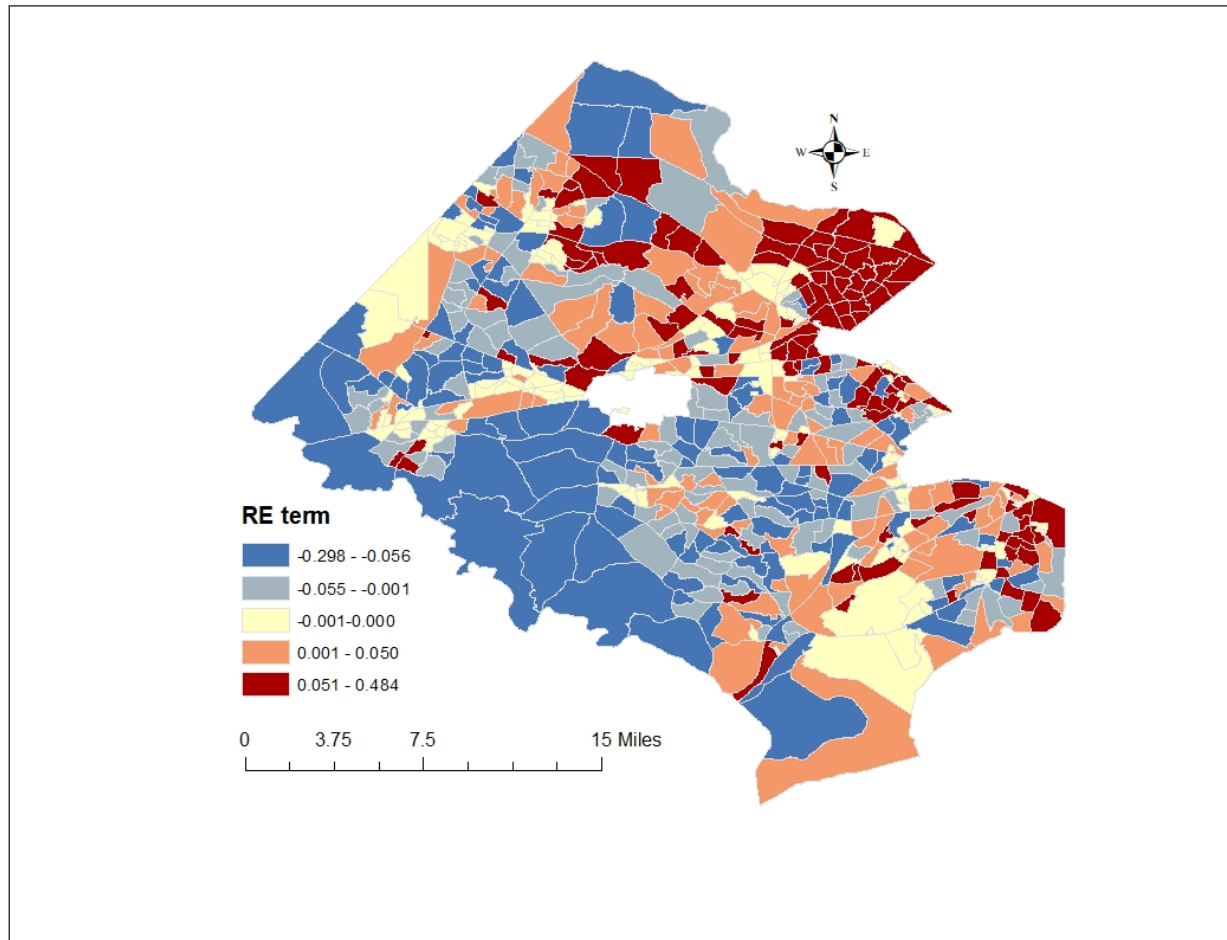 N
W E
S
RE term
-0.298 - -0.056
-0.055 - -0.001
-0.001-0.000
0.001 - 0.050
0.051 - 0.484
0 3.75 7.5 15 Miles